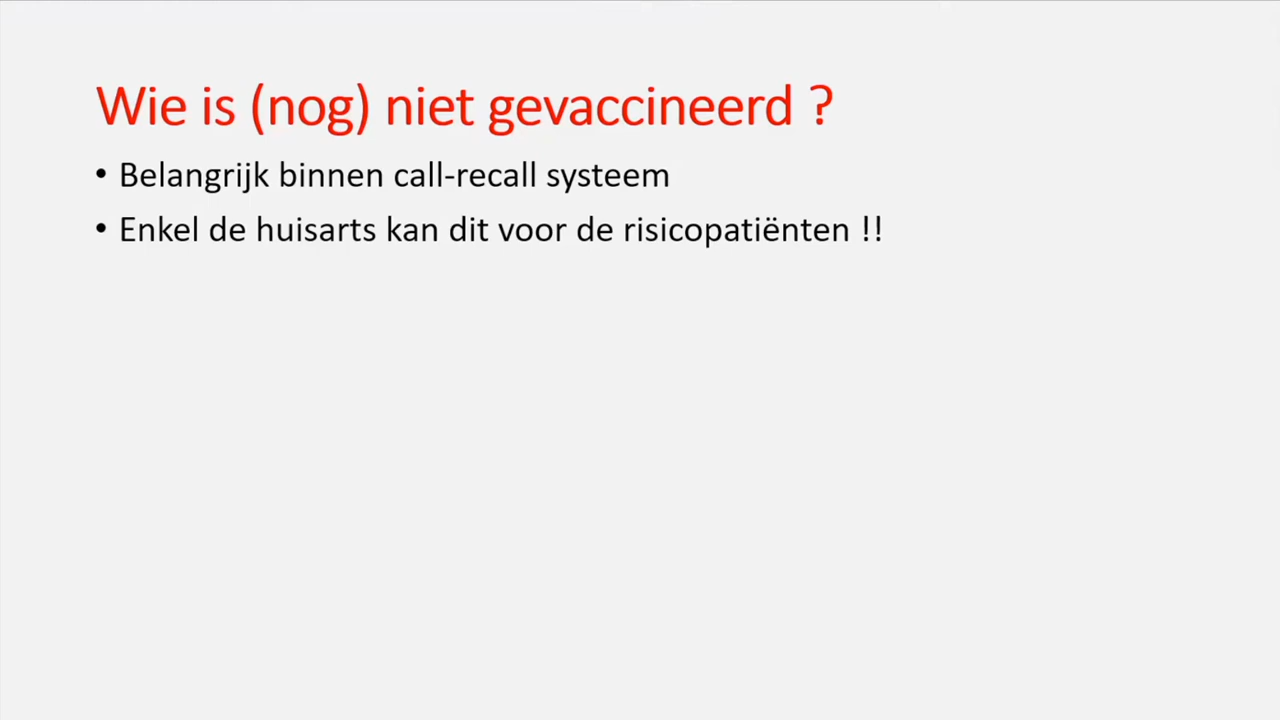 Wie is (nog) niet gevaccineerd ?
• Belangrijk binnen call-recall systeem
• Enkel de huisarts kan dit voor de risicopatiënten !!